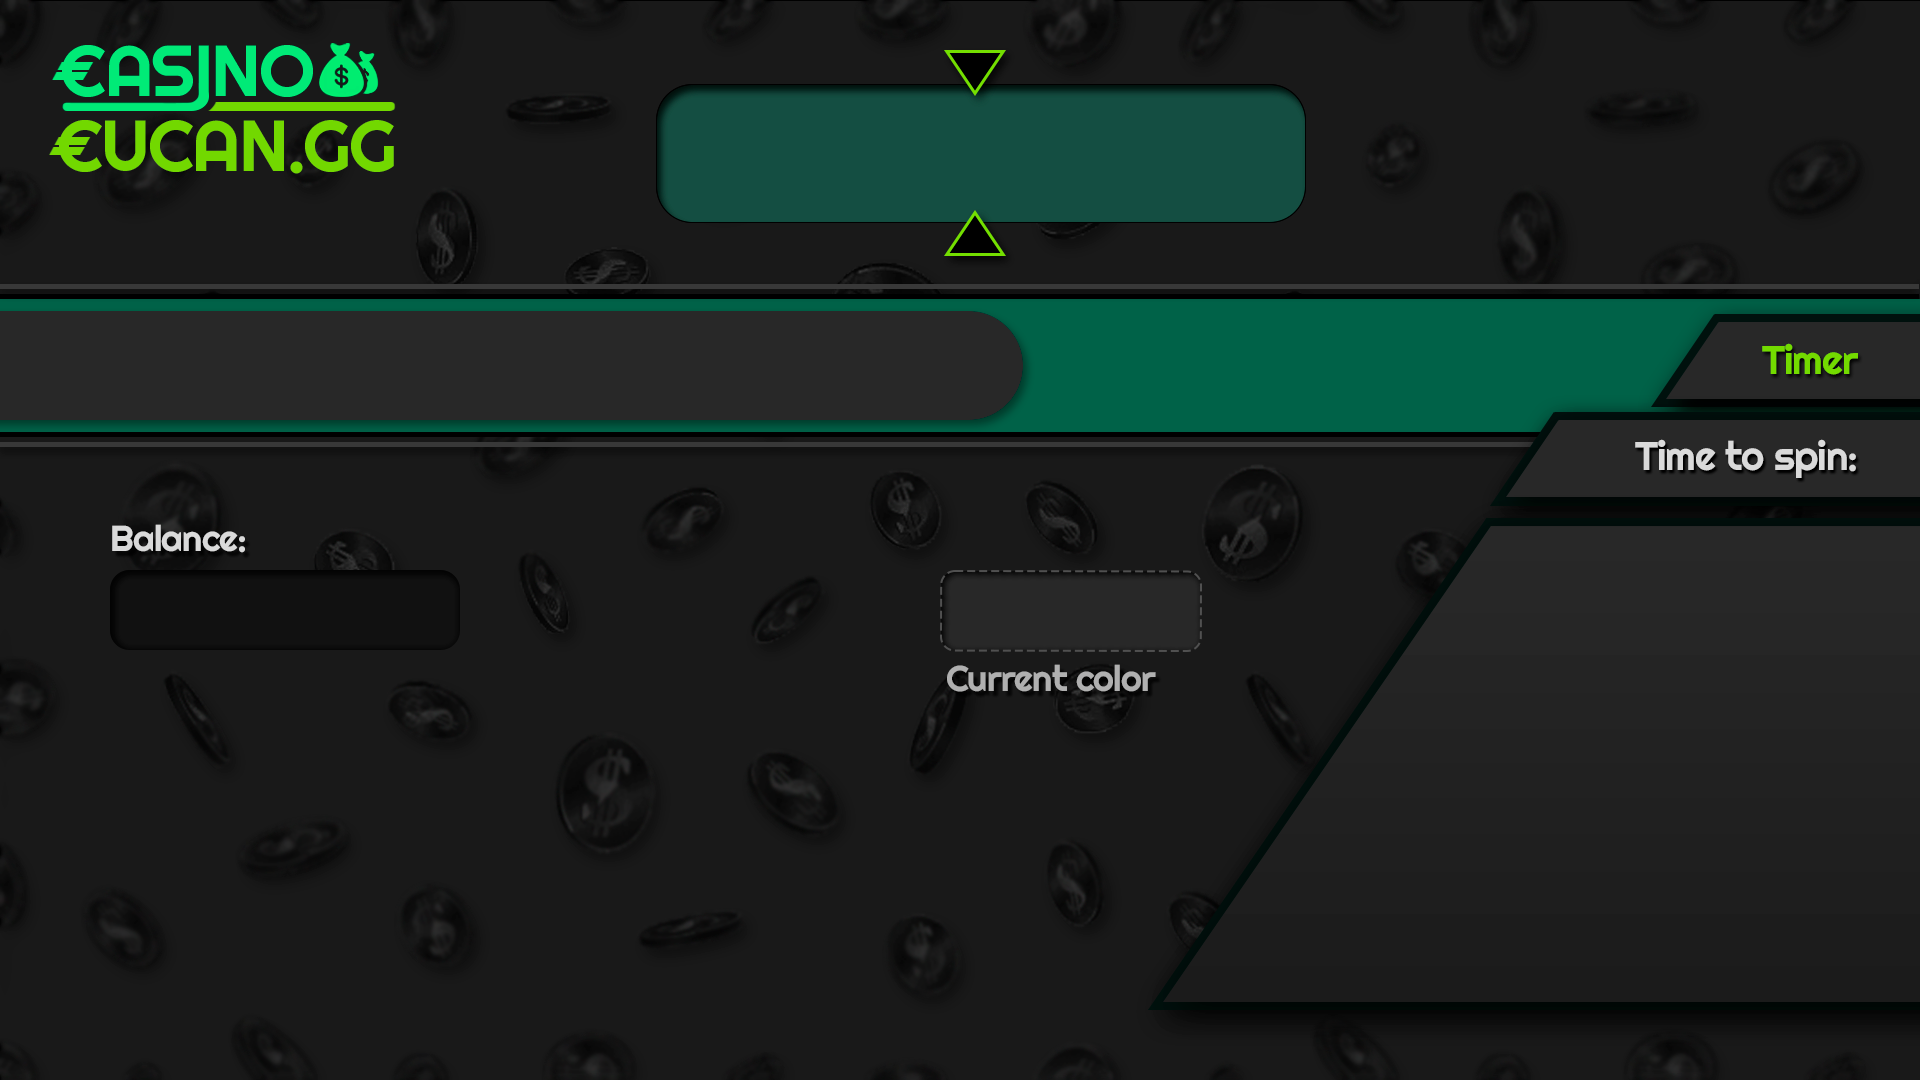 €ASINO
€UCAN.GG
Timer
Time to spin:
Balance:
Current color